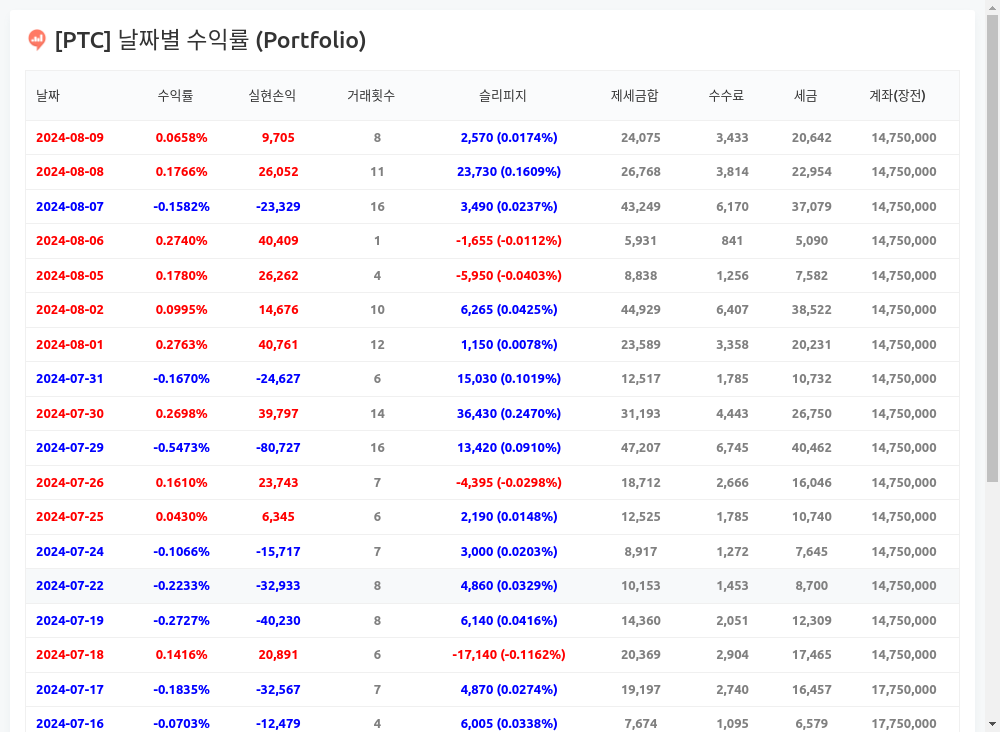 [PTC] 날짜별 수익률 (Portfolio)
날짜 수익률 실현손익 거래횟수 슬리피지 제세금합 수수료 세금 계좌(장전)
2024-08-09 0.0658% 9,705 8 2,570 (0.0174%) 24,075 3,433 20,642 14,750,000
2024-08-08 0.1766% 26,052 11 23,730 (0.1609%) 26,768 3,814 22,954 14,750,000
2024-08-07 -0.1582% -23,329 16 3,490 (0.0237%) 43,249 6,170 37,079 14,750,000
2024-08-06 0.2740% 40,409 1 -1,655 (-0.0112%) 5,931 841 5,090 14,750,000
2024-08-05 0.1780% 26,262 4 -5,950 (-0.0403%) 8,838 1,256 7,582 14,750,000
2024-08-02 0.0995% 14,676 10 6,265 (0.0425%) 44,929 6,407 38,522 14,750,000
2024-08-01 0.2763% 40,761 12 1,150 (0.0078%) 23,589 3,358 20,231 14,750,000
2024-07-31 -0.1670% -24,627 6 15,030 (0.1019%) 12,517 1,785 10,732 14,750,000
2024-07-30 0.2698% 39,797 14 36,430 (0.2470%) 31,193 4,443 26,750 14,750,000
2024-07-29 -0.5473% -80,727 16 13,420 (0.0910%) 47,207 6,745 40,462 14,750,000
2024-07-26 0.1610% 23,743 7 -4,395 (-0.0298%) 18,712 2,666 16,046 14,750,000
2024-07-25 0.0430% 6,345 6 2,190 (0.0148%) 12,525 1,785 10,740 14,750,000
2024-07-24 -0.1066% -15,717 7 3,000 (0.0203%) 8,917 1,272 7,645 14,750,000
2024-07-22 -0.2233% -32,933 8 4,860 (0.0329%) 10,153 1,453 8,700 14,750,000
2024-07-19 -0.2727% -40,230 8 6,140 (0.0416%) 14,360 2,051 12,309 14,750,000
2024-07-18 0.1416% 20,891 6 -17,140 (-0.1162%) 20,369 2,904 17,465 14,750,000
2024-07-17 -0.1835% -32,567 7 4,870 (0.0274%) 19,197 2,740 16,457 17,750,000
2024-07-16 -0.0703% -12,479 4 6,005 (0.0338%) 7,674 1,095 6,579 17,750,000